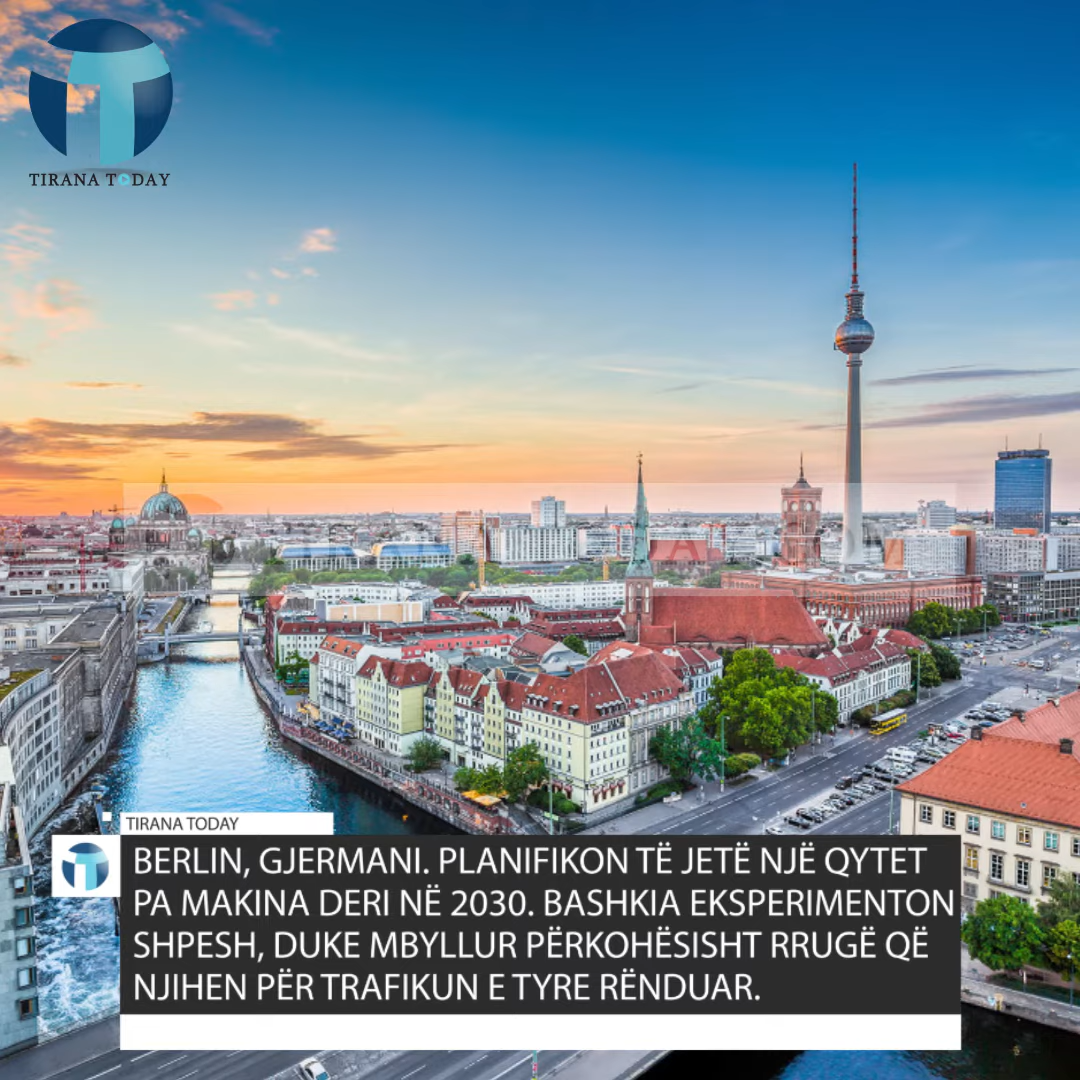 TIRANA TODAY
TIRANA TODAY
BERLIN, GJERMANI. PLANIFIKON TË JETË NJË QYTET
PA MAKINA DERI NË 2030. BASHKIA EKSPERIMENTON
SHPESH, DUKE MBYLLUR PËRKOHËSISHT RRUGË QË
NJIHEN PËR TRAFIKUN E TYRE RËNDUAR.